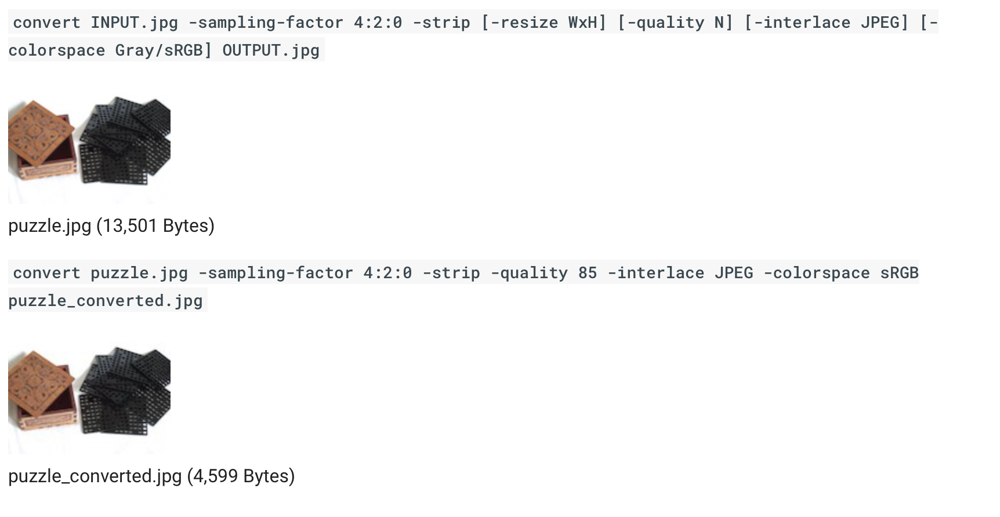 convert INPUT.jpg -sampling-factor 4:2:0 -strip [-resize WxH] [-quality N] [-interlace JPEG] [-
colorspace Gray/sRGB] OUTPUT.jpg
puzzle.jpg (13,501 Bytes)
convert puzzle.jpg -sampling-factor 4:2:0 -strip -quality 85 -interlace JPEG -colorspace sRGB
puzzle_converted.jpg
puzzle_converted.jpg (4,599 Bytes)